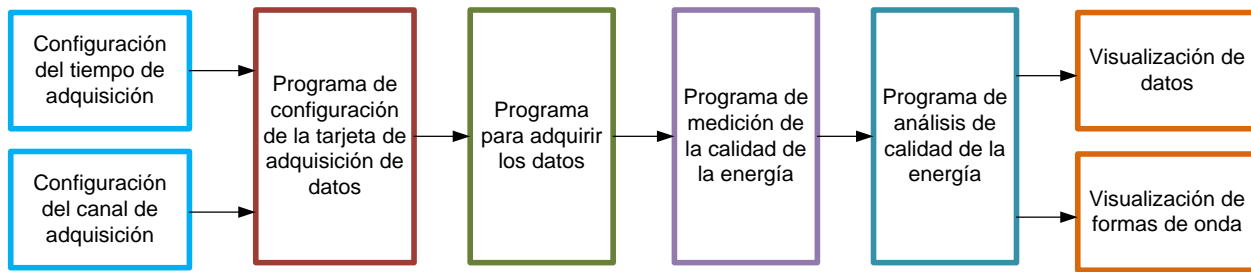 Configuración
del tiempo de
adquisición
Configuración
del canal de
adquisición
Programa de
configuración
de la tarjeta de
adquisición de
datos
Programa
para adquirir
los datos
Programa de
medición de
la calidad de
la energía
Programa de
análisis de
calidad de la
energía
Visualización de
datos
Visualización de
formas de onda